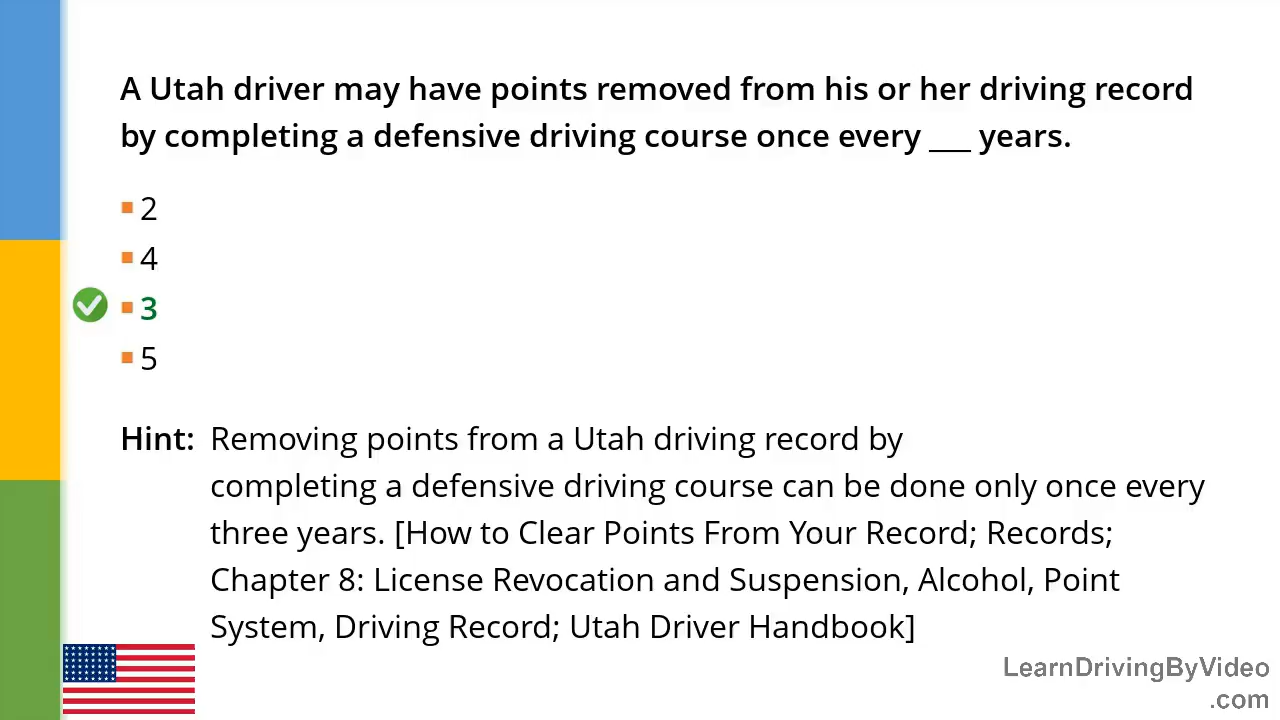 A Utah driver may have points removed from his or her driving record
by completing a defensive driving course once every ___ years.
2
4
3
5
Hint: Removing points from a Utah driving record by
completing a defensive driving course can be done only once every
three years. [How to Clear Points From Your Record; Records;
Chapter 8: License Revocation and Suspension, Alcohol, Point
System, Driving Record; Utah Driver Handbook]
LearnDrivingByVideo
.com